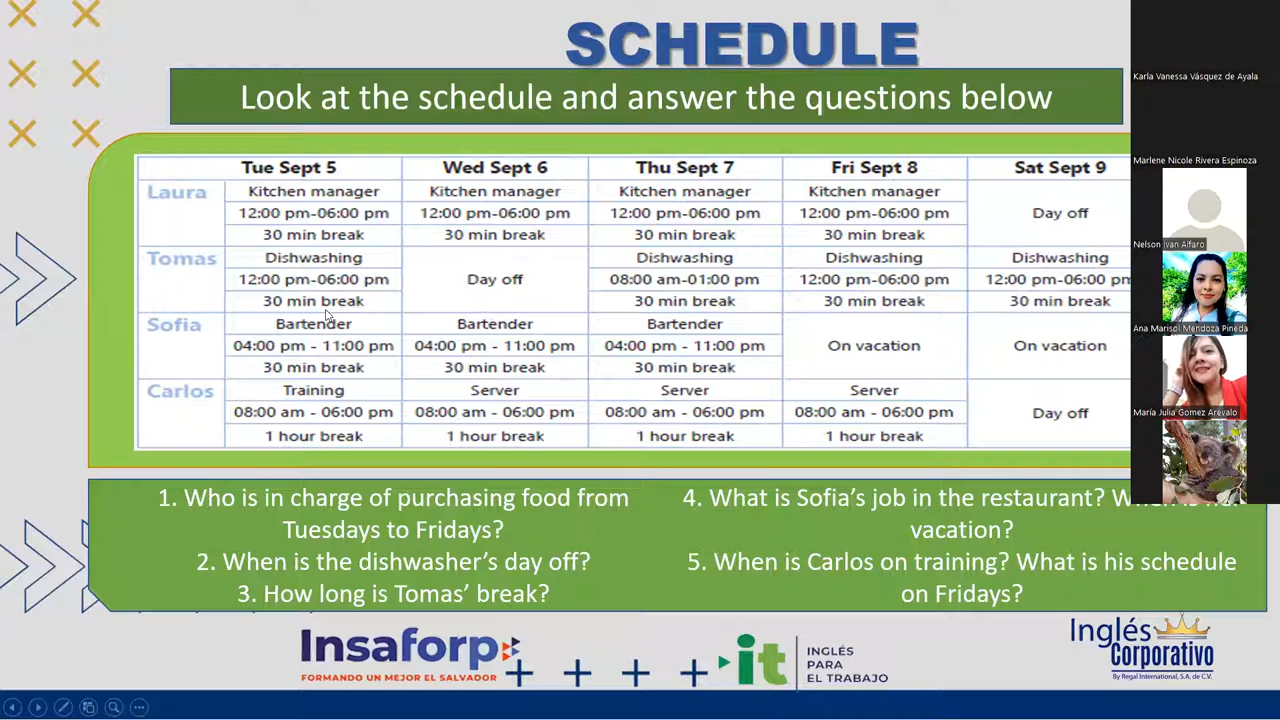 SCHEDULE
Look at the schedule and answer the questions below
Tue Sept 5 Wed Sept 6 Thu Sept 7 Fri Sept 8 Sat Sept 9
Laura Kitchen manager Kitchen manager Kitchen manager Kitchen manager
12:00 pm-06:00 pm 12:00 pm-06:00 pm 12:00 pm-06:00 pm 12:00 pm-06:00 pm Day off
30 min break 30 min break 30 min break 30 min break
Tomas Dishwashing Dishwashing Dishwashing Dishwashing
12:00 pm-06:00 pm Day off 08:00 am-01:00 pm 12:00 pm-06:00 pm 12:00 pm-06:00 pm
30 min break 30 min break 30 min break 30 min break
Sofia Bartender Bartender Bartender
04:00 pm - 11:00 pm 04:00 pm - 11:00 pm 04:00 pm - 11:00 pm On vacation On vacation
30 min break 30 min break 30 min break
Carlos Training Server Server Server
08:00 am - 06:00 pm 08:00 am - 06:00 pm 08:00 am - 06:00 pm 08:00 am - 06:00 pm Day off
1 hour break 1 hour break 1 hour break 1 hour break
1. Who is in charge of purchasing food from
Tuesdays to Fridays?
2. When is the dishwasher's day off?
3. How long is Tomas' break?
4. What is Sofia's job in the restaurant?
vacation?
5. When is Carlos on training? What is his schedule
on Fridays?
Karla Vanessa Vásquez de Ayala
Marlene Nicole Rivera Espinoza
Nelson Ivan Alfaro
Ana Marisol Mendoza Pineda
María Julia Gomez Arévalo
Insaforp
FORMANDO UN MEJOR EL SALVADOR
it INGLÉS
PARA
EL TRABAJO
Inglés
Corporativo
By Regal International, S.A. de C.V.